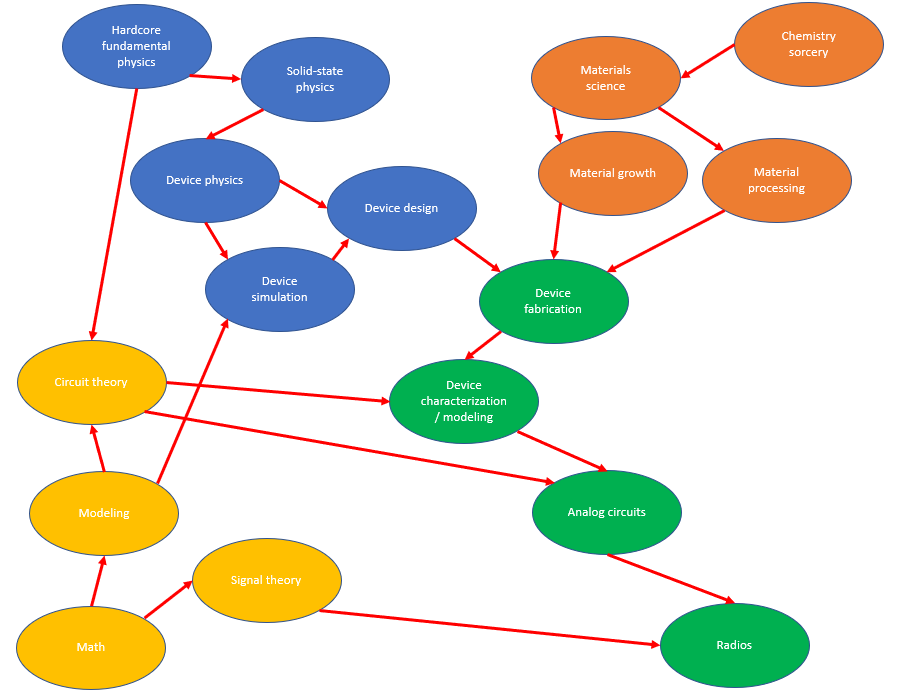 Hardcore
fundamental
physics
Solid-state
physics
Materials
science
Chemistry
sorcery
Device physics
Device design
Material growth
Material
processing
Device
simulation
Device
fabrication
Circuit theory
Device
characterization
/ modeling
Modeling
Analog circuits
Signal theory
Math
Radios